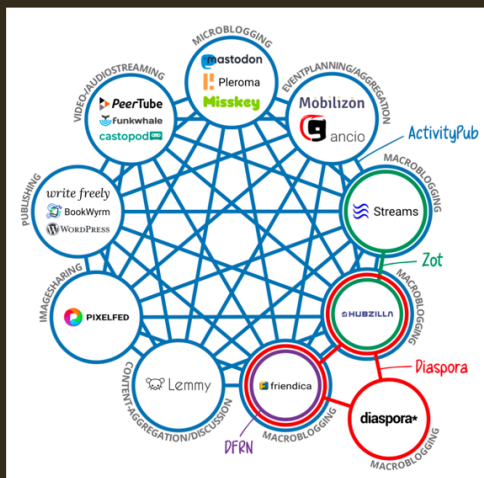 MICROBLOGGING
mastodon
Pleroma
Misskey
EVENTPLANNING/AGGREGATION
Mobilizon
gancio
ActivityPub
VIDEO/AUDIOSTREAMING
PeerTube
Funkwhale
castopod
MACROBLOGGING
Streams
Zot
PUBLISHING
write freely
BookWyrm
WORDPRESS
MACROBLOGGING
HUBZILLA
IMAGESHARING
PIXELFED
Diaspora
CONTENT-AGGREGATION/DISCUSSION
Lemmy
MACROBLOGGING
friendica
DFRN
diaspora*
MACROBLOGGING